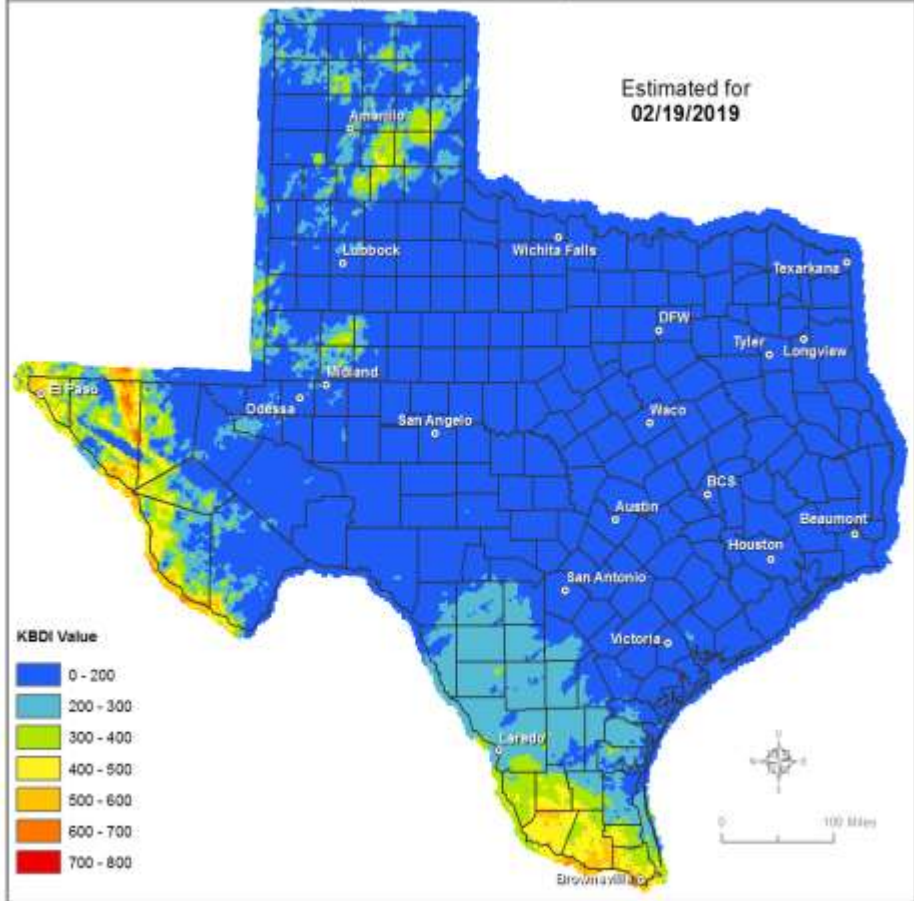 Estimated for
02/19/2019
Amarillo
Lubbock
Wichita Falls
Texarkana
DFW
Tyler
Longview
El Paso
Midland
Odessa
San Angelo
Waco
BCS
Austin
Beaumont
Houston
San Antonio
Victoria
Laredo
Brownsville
KBDI Value
0 - 200
200 - 300
300 - 400
400 - 500
500 - 600
600 - 700
700 - 800
0 100 Miles